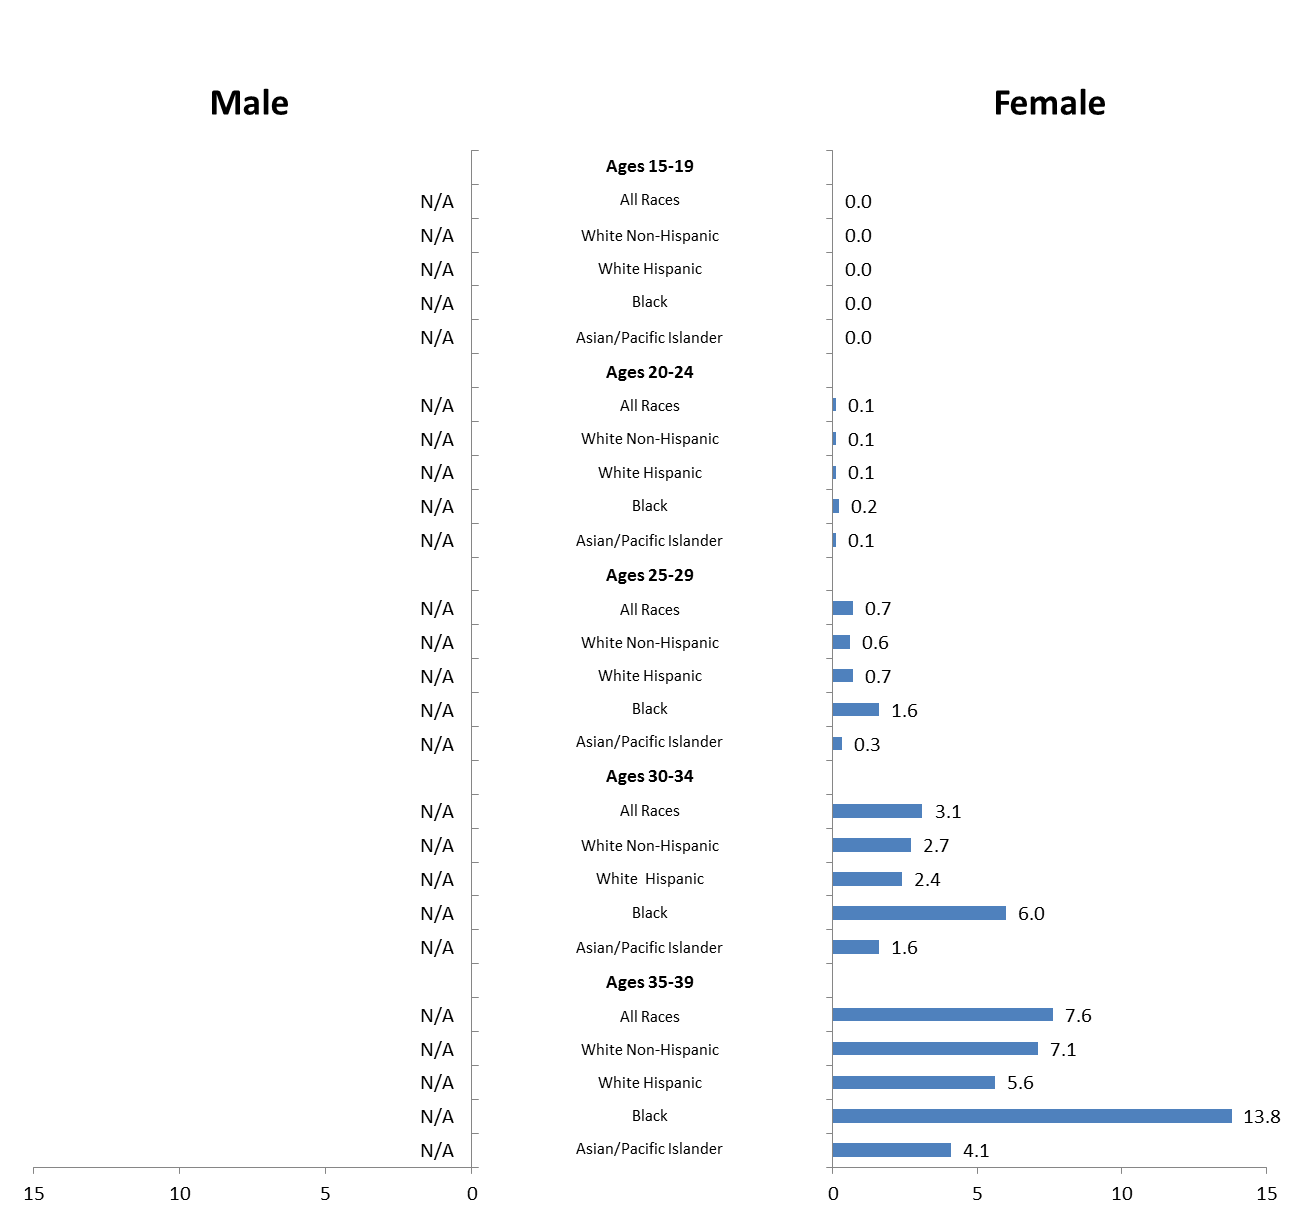 Male Female
Ages 15-19
N/A All Races 0.0
N/A White Non-Hispanic 0.0
N/A White Hispanic 0.0
N/A Black 0.0
N/A Asian/Pacific Islander 0.0
Ages 20-24
N/A All Races 0.1
N/A White Non-Hispanic 0.1
N/A White Hispanic 0.1
N/A Black 0.2
N/A Asian/Pacific Islander 0.1
Ages 25-29
N/A All Races 0.7
N/A White Non-Hispanic 0.6
N/A White Hispanic 0.7
N/A Black 1.6
N/A Asian/Pacific Islander 0.3
Ages 30-34
N/A All Races 3.1
N/A White Non-Hispanic 2.7
N/A White Hispanic 2.4
N/A Black 6.0
N/A Asian/Pacific Islander 1.6
Ages 35-39
N/A All Races 7.6
N/A White Non-Hispanic 7.1
N/A White Hispanic 5.6
N/A Black 13.8
N/A Asian/Pacific Islander 4.1
15 10 5 0 0 5 10 15